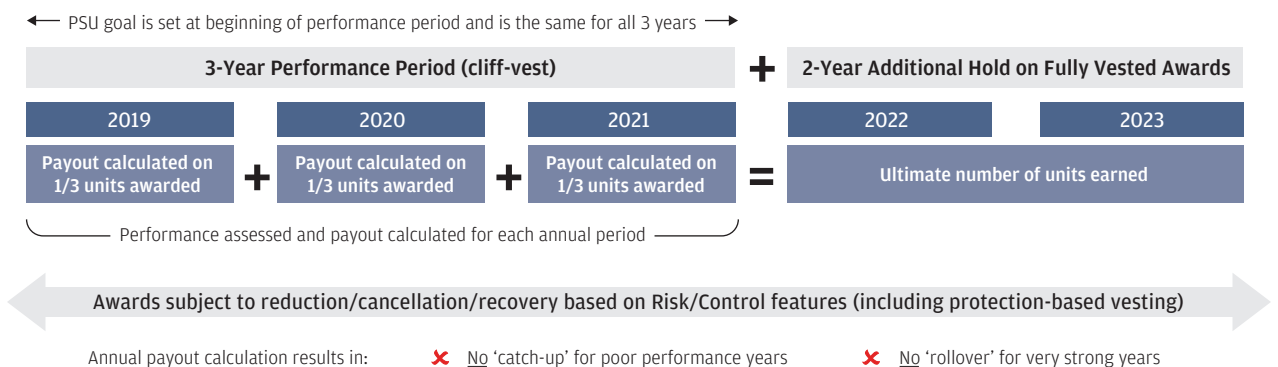 PSU goal is set at beginning of performance period and is the same for all 3 years
3-Year Performance Period (cliff-vest)
+
2-Year Additional Hold on Fully Vested Awards
2019
2020
2021
2022
2023
Payout calculated on
1/3 units awarded
+
Payout calculated on
1/3 units awarded
+
Payout calculated on
1/3 units awarded
=
Ultimate number of units earned
Performance assessed and payout calculated for each annual period
Awards subject to reduction/cancellation/recovery based on Risk/Control features (including protection-based vesting)
Annual payout calculation results in:
✘ No ‘catch-up’ for poor performance years
✘ No ‘rollover’ for very strong years